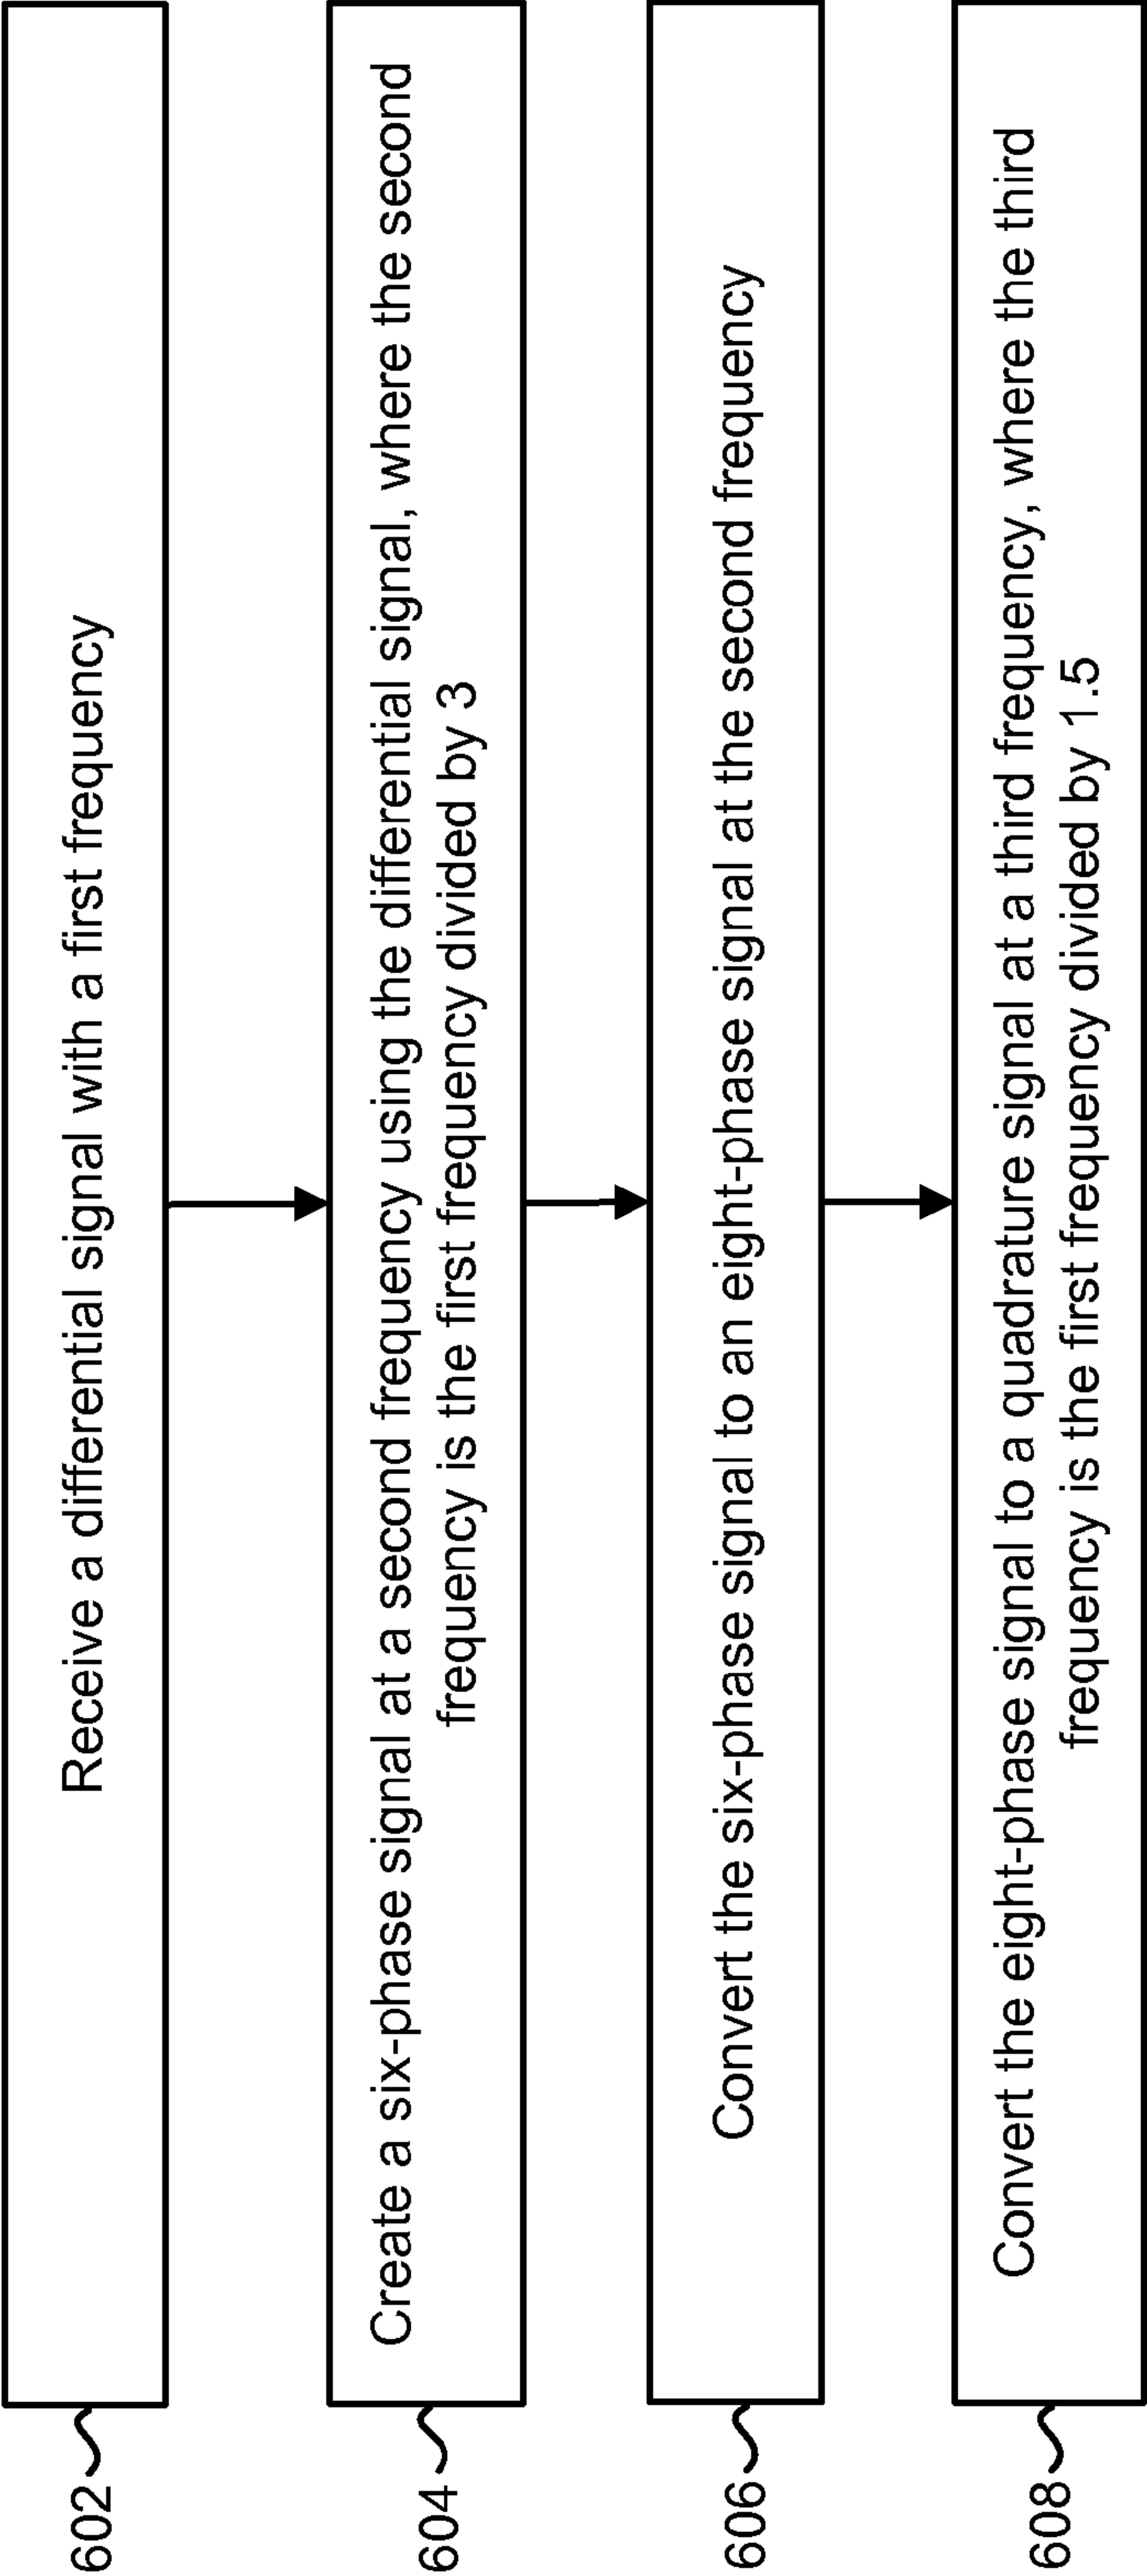 602
Receive a differential signal with a first frequency
604
Create a six-phase signal at a second frequency using the differential signal, where the second
frequency is the first frequency divided by 3
606
Convert the six-phase signal to an eight-phase signal at the second frequency
608
Convert the eight-phase signal to a quadrature signal at a third frequency, where the third
frequency is the first frequency divided by 1.5